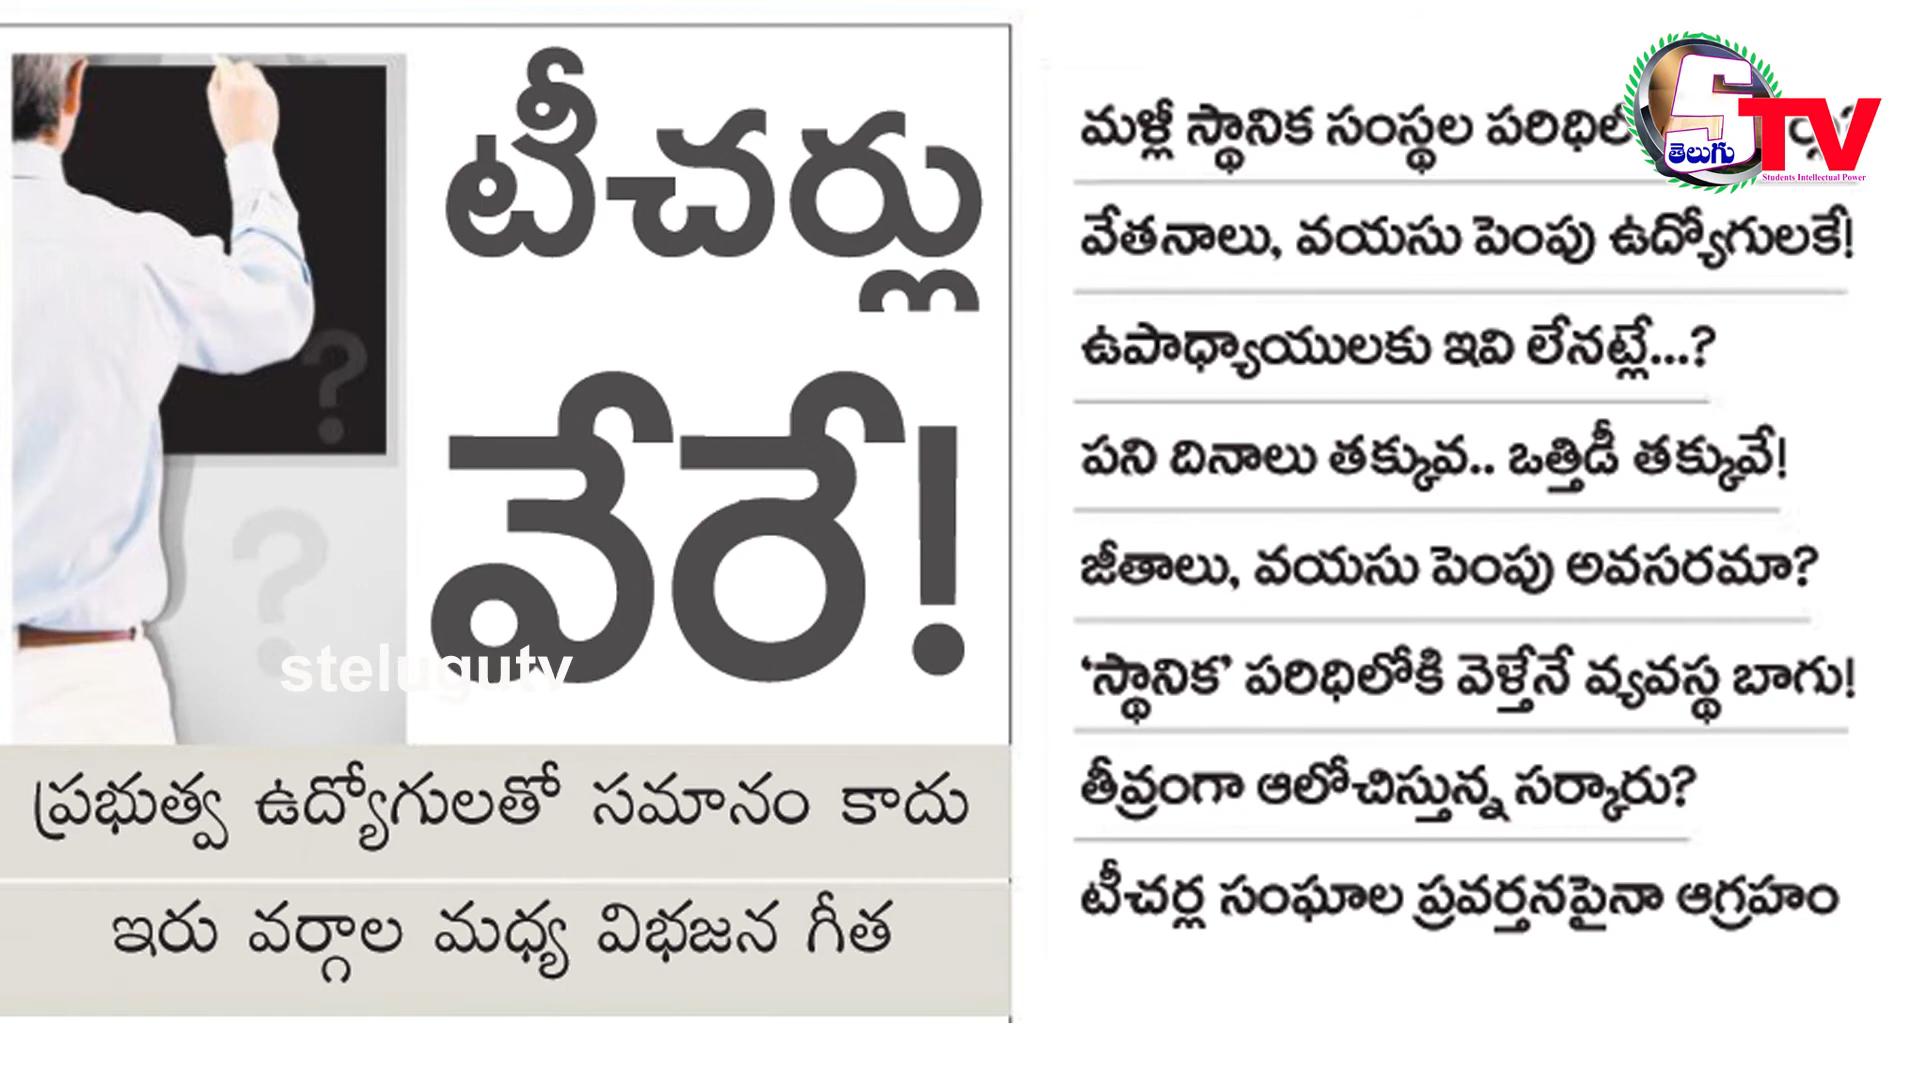 టీచర్లు
వేరే!
stelugutv
ప్రభుత్వ ఉద్యోగులతో సమానం కాదు
ఇరు వర్గాల మధ్య విభజన గీత
మళ్లీ స్థానిక సంస్థల పరిధిలో
S TV
తెలుగు
Students Intellectual Power
వేతనాలు, వయసు పెంపు ఉద్యోగులకే!
ఉపాధ్యాయులకు ఇవి లేనట్లే...?
పని దినాలు తక్కువ.. ఒత్తిడీ తక్కువే!
జీతాలు, వయసు పెంపు అవసరమా?
‘స్థానిక’ పరిధిలోకి వెళ్తేనే వ్యవస్థ బాగు!
తీవ్రంగా ఆలోచిస్తున్న సర్కారు?
టీచర్ల సంఘాల ప్రవర్తనపైనా ఆగ్రహం